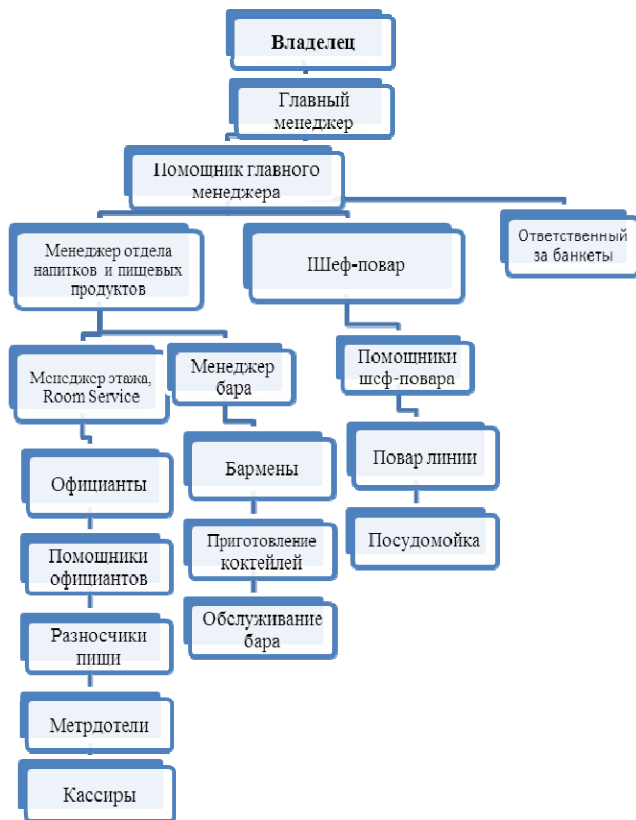 Владелец
Главный
менеджер
Помощник главного
менеджера
Менеджер отдела
напитков и пищевых
продуктов
Шеф-повар
Ответственный
за банкеты
Менеджер этажа,
Room Service
Менеджер
бара
Помощники
шеф-повара
Официанты
Бармены
Повар линии
Помощники
официантов
Приготовление
коктейлей
Посудомойка
Разносчики
пищи
Обслуживание
бара
Метрдотели
Кассиры